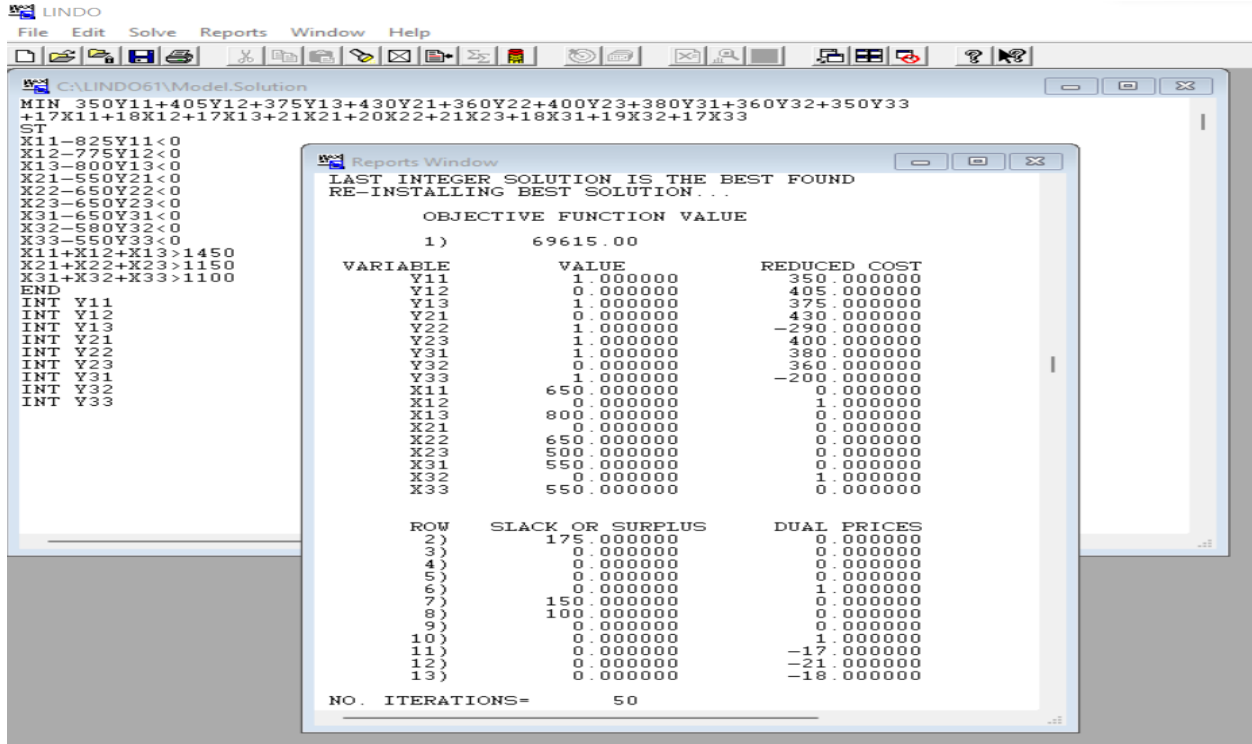 LINDO
File Edit Solve Reports Window Help
C:\LINDO61\Model.Solution
MIN 350Y11+405Y12+375Y13+430Y21+360Y22+400Y23+380Y31+360Y32+350Y33
+17X11+18X12+17X13+21X21+20X22+21X23+18X31+19X32+17X33
ST
X11-825Y11<0
X12-775Y12<0
X13-800Y13<0
X21-550Y21<0
X22-650Y22<0
X23-650Y23<0
X31-650Y31<0
X32-580Y32<0
X33-550Y33<0
X11+X12+X13>1450
X21+X22+X23>1150
X31+X32+X33>1100
END
INT Y11
INT Y12
INT Y13
INT Y21
INT Y22
INT Y23
INT Y31
INT Y32
INT Y33
Reports Window
LAST INTEGER SOLUTION IS THE BEST FOUND
RE-INSTALLING BEST SOLUTION...
OBJECTIVE FUNCTION VALUE
1) 69615.00
VARIABLE VALUE REDUCED COST
Y11 1.000000 350.000000
Y12 0.000000 405.000000
Y13 1.000000 375.000000
Y21 0.000000 430.000000
Y22 1.000000 -290.000000
Y23 1.000000 400.000000
Y31 1.000000 380.000000
Y32 0.000000 360.000000
Y33 1.000000 -200.000000
X11 650.000000 0.000000
X12 0.000000 1.000000
X13 800.000000 0.000000
X21 0.000000 0.000000
X22 650.000000 0.000000
X23 500.000000 0.000000
X31 550.000000 0.000000
X32 0.000000 1.000000
X33 550.000000 0.000000
ROW SLACK OR SURPLUS DUAL PRICES
2) 175.000000 0.000000
3) 0.000000 0.000000
4) 0.000000 0.000000
5) 0.000000 0.000000
6) 0.000000 1.000000
7) 150.000000 0.000000
8) 100.000000 0.000000
9) 0.000000 0.000000
10) 0.000000 1.000000
11) 0.000000 -17.000000
12) 0.000000 -21.000000
13) 0.000000 -18.000000
NO. ITERATIONS= 50